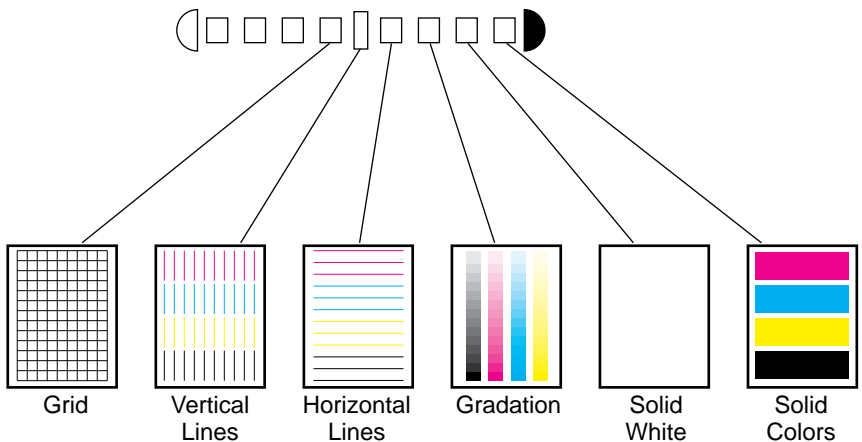 Grid
Vertical
Lines
Horizontal
Lines
Gradation
Solid
White
Solid
Colors